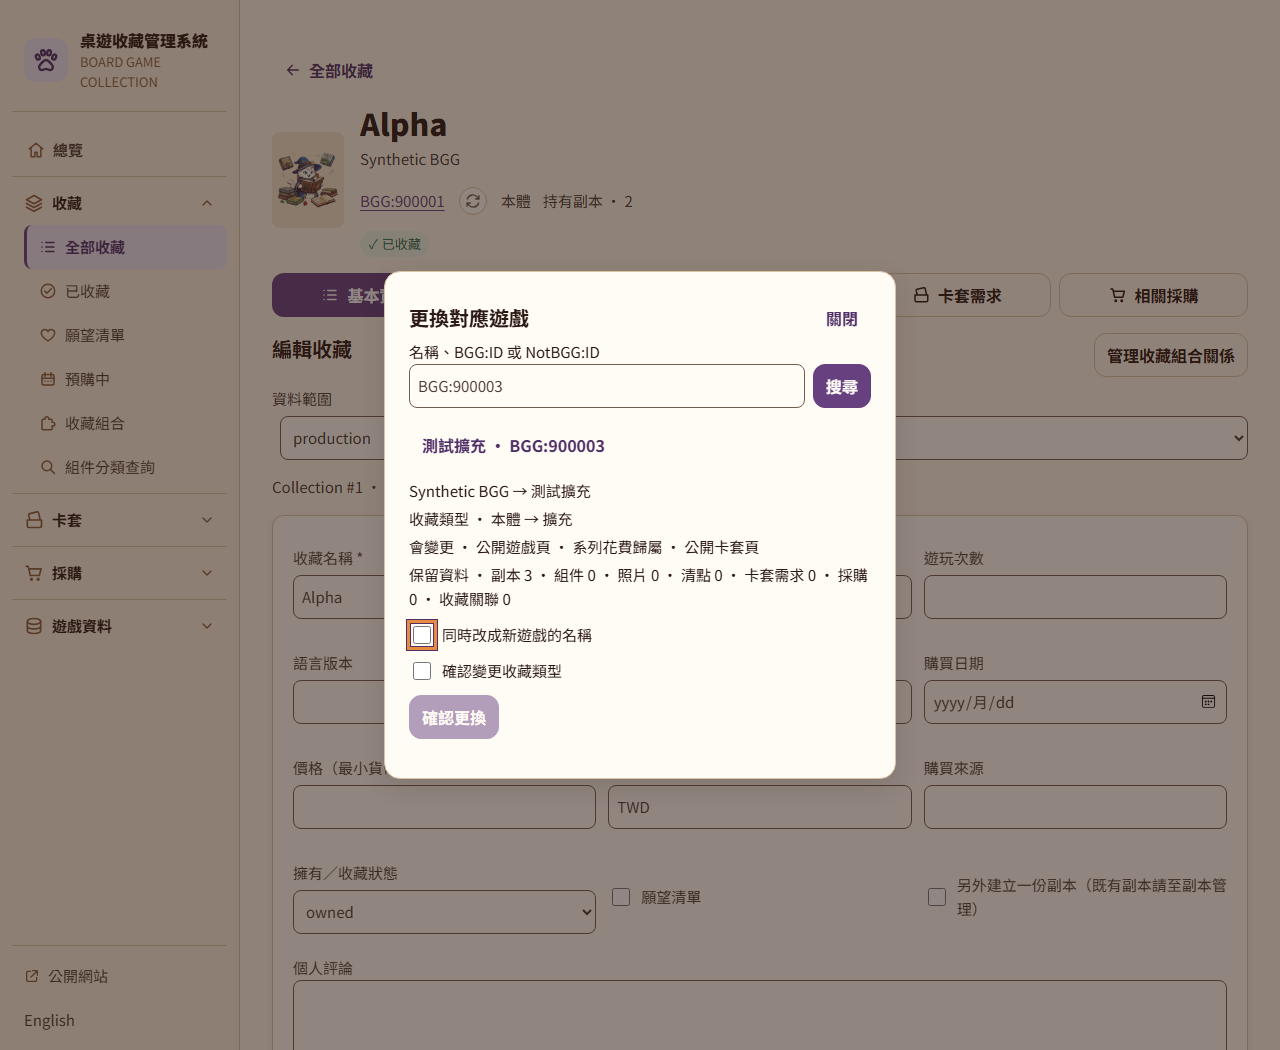 桌遊收藏管理系統
BOARD GAME
COLLECTION
總覽
收藏
全部收藏
已收藏
願望清單
預購中
收藏組合
組件分類查詢
卡套
採購
遊戲資料
公開網站
English
全部收藏
Alpha
Synthetic BGG
BGG:900001 本體 持有副本 · 2
✓ 已收藏
基本 卡套需求 相關採購
編輯收藏 管理收藏組合關係
資料範圍
production
Collection #1 ·
收藏名稱 * 遊玩次數
Alpha
語言版本 購買日期
yyyy/月/dd
價格（最小貨 購買來源
TWD
擁有／收藏狀態
owned 願望清單 另外建立一份副本（既有副本請至副本管
理）
個人評論
更換對應遊戲 關閉
名稱、BGG:ID 或 NotBGG:ID
BGG:900003 搜尋
測試擴充 · BGG:900003
Synthetic BGG → 測試擴充
收藏類型 · 本體 → 擴充
會變更 · 公開遊戲頁 · 系列花費歸屬 · 公開卡套頁
保留資料 · 副本 3 · 組件 0 · 照片 0 · 清點 0 · 卡套需求 0 · 採購
0 · 收藏關聯 0
同時改成新遊戲的名稱
確認變更收藏類型
確認更換